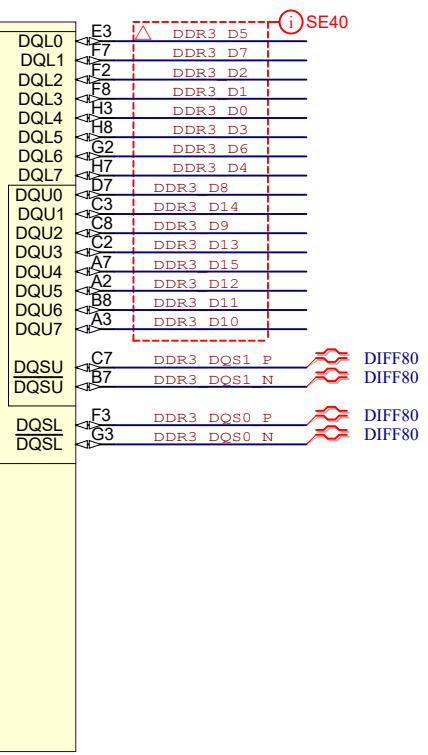 SE40
DQL0 E3 DDR3_D5
DQL1 F7 DDR3_D7
DQL2 F2 DDR3_D2
DQL3 F8 DDR3_D1
DQL4 H3 DDR3_D0
DQL5 H8 DDR3_D3
DQL6 G2 DDR3_D6
DQL7 H7 DDR3_D4
DQU0 D7 DDR3_D8
DQU1 C3 DDR3_D14
DQU2 C8 DDR3_D9
DQU3 C2 DDR3_D13
DQU4 A7 DDR3_D15
DQU5 A2 DDR3_D12
DQU6 B8 DDR3_D11
DQU7 A3 DDR3_D10
DQSU C7 DDR3_DQS1_P DIFF80
DQSU B7 DDR3_DQS1_N DIFF80
DQSL F3 DDR3_DQS0_P DIFF80
DQSL G3 DDR3_DQS0_N DIFF80